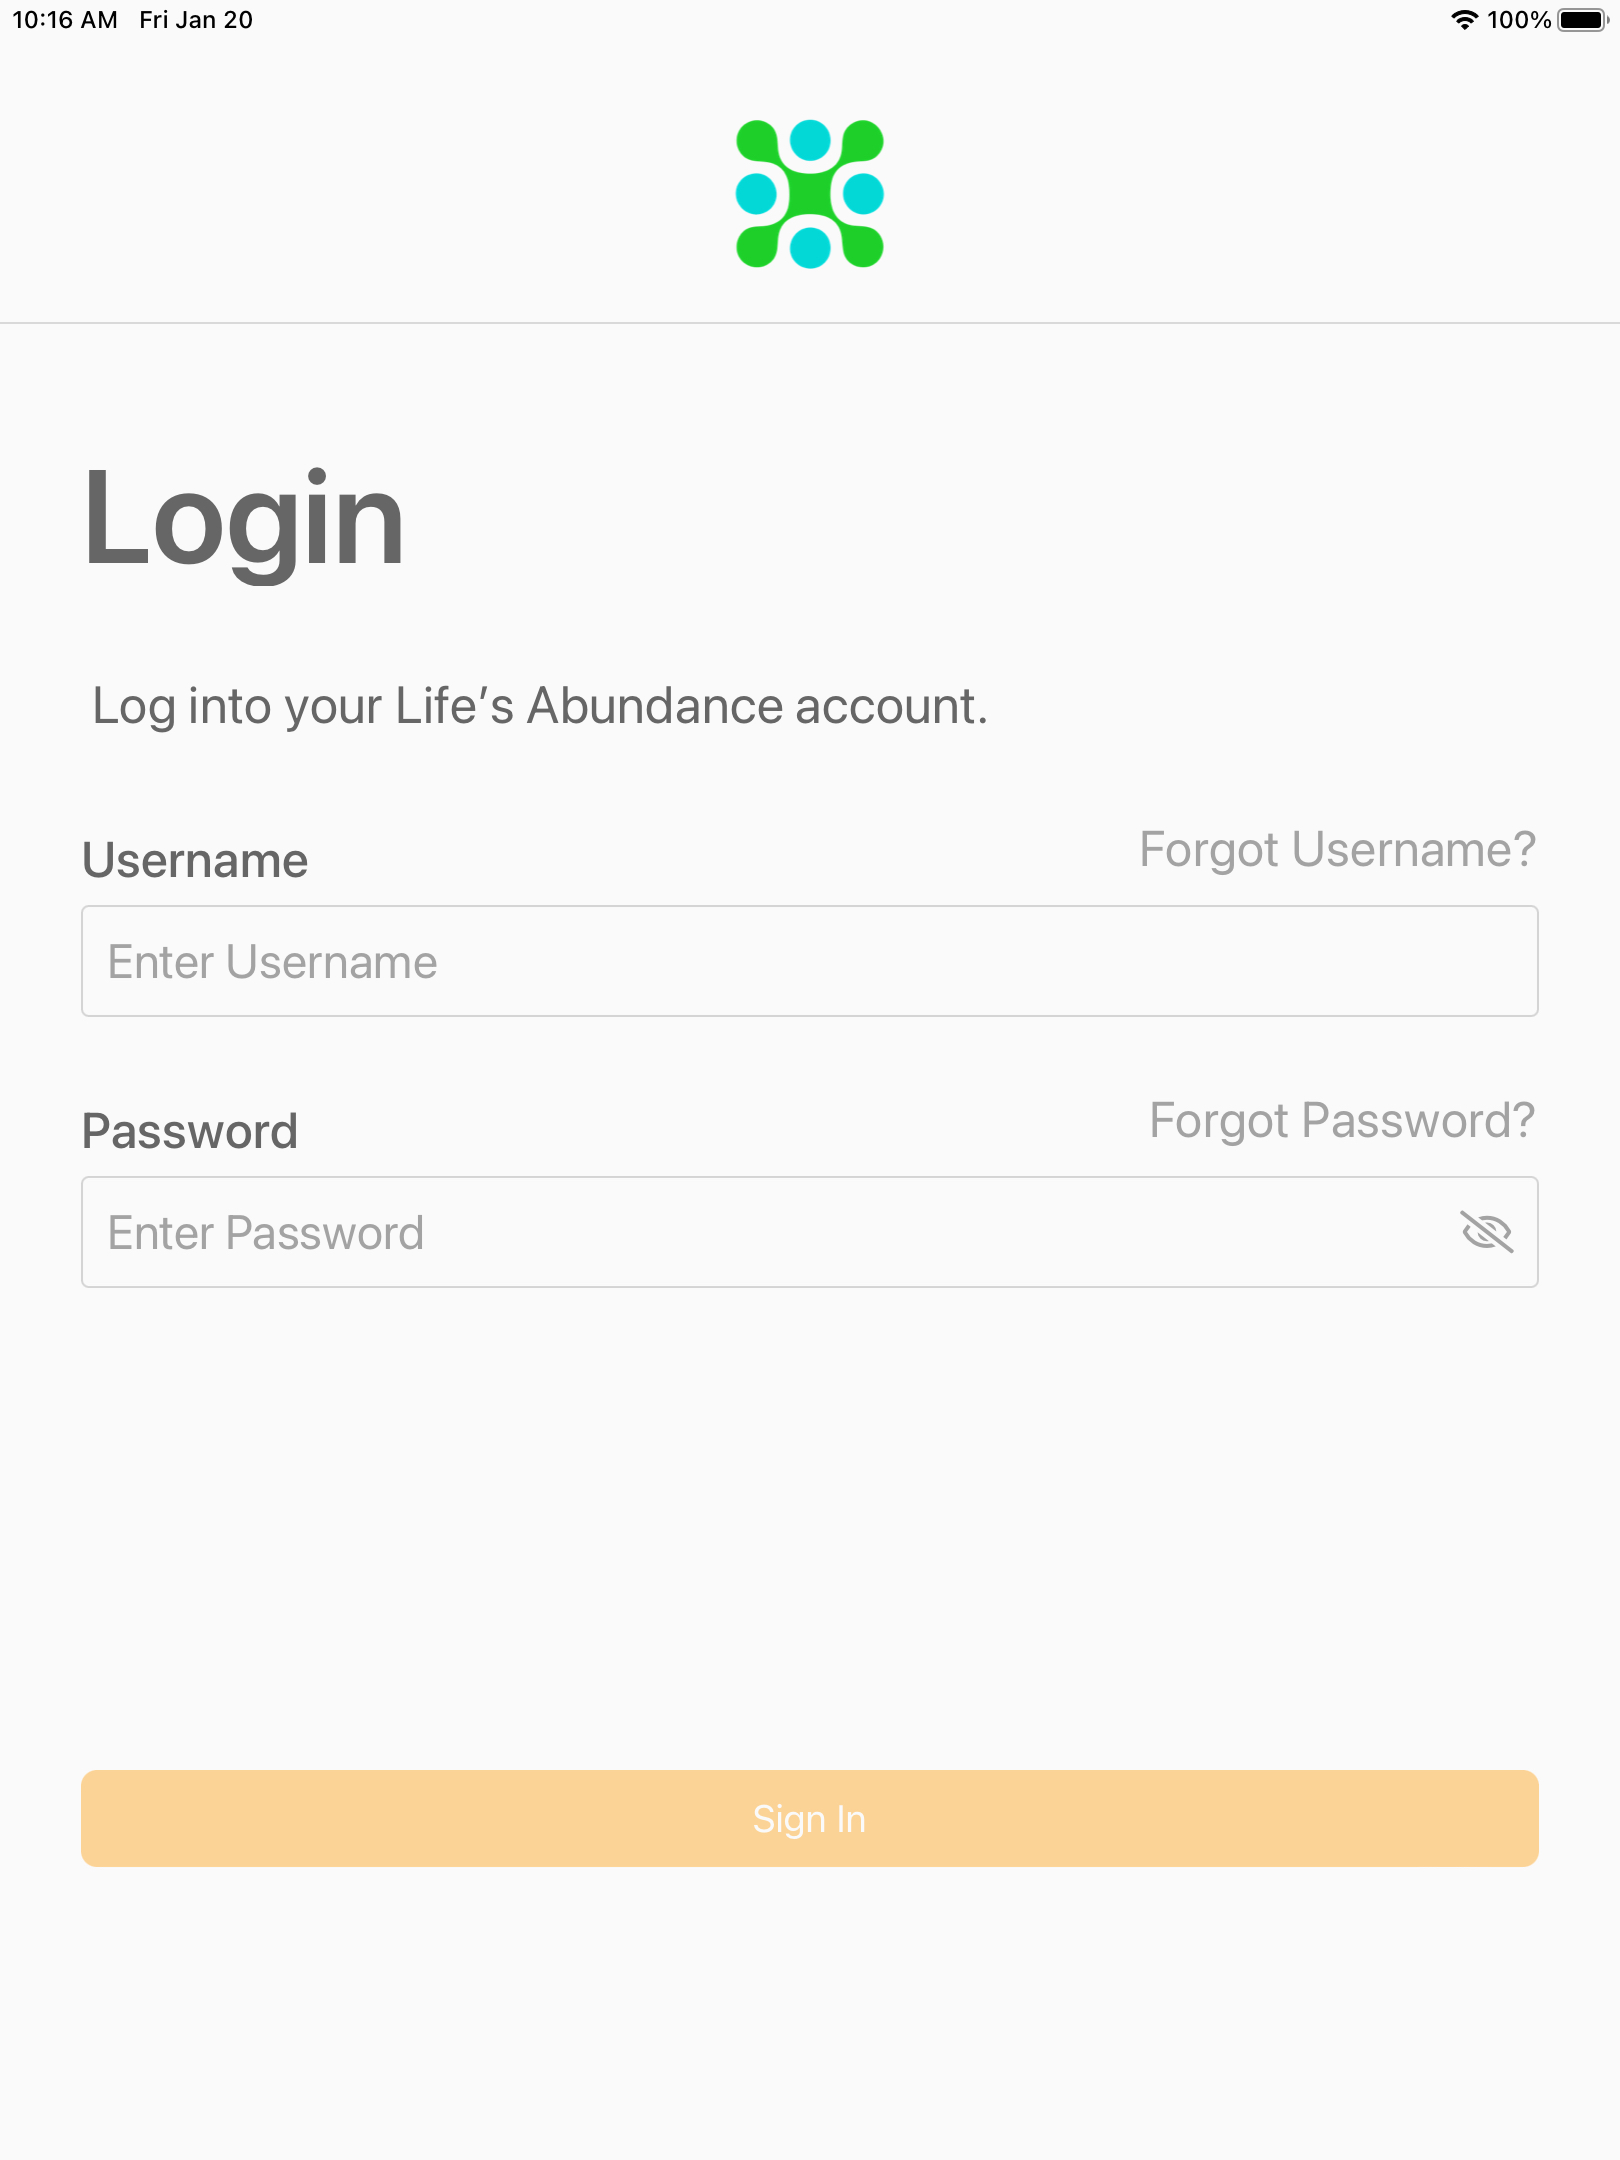 10:16 AM Fri Jan 20 100%
Login
Log into your Life’s Abundance account.
Username Forgot Username?
Enter Username
Password Forgot Password?
Enter Password
Sign In